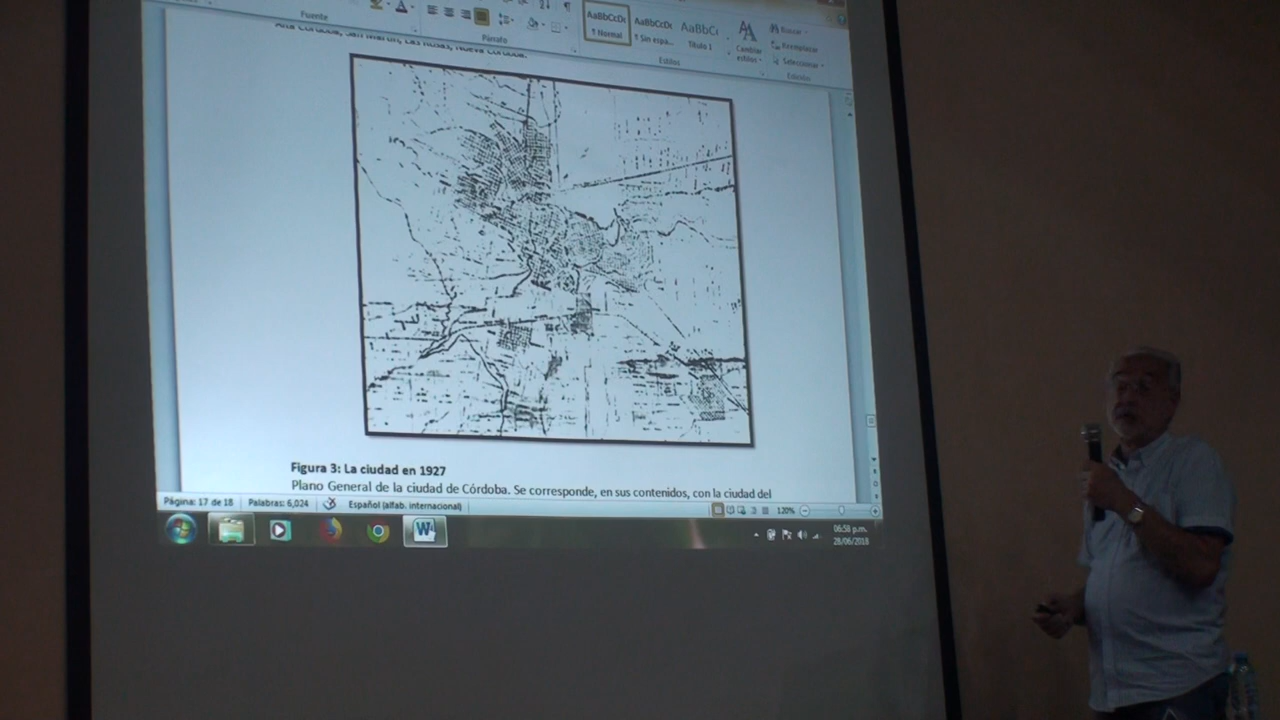 Fuente
Párrafo
Estilos
Edición
AaBbCcDc
¶ Normal
AaBbCcDc
¶ Sin espa...
AaBbCc
Título 1
Cambiar
estilos
Buscar
Reemplazar
Seleccionar
Alta Córdoba, San Martín, Las Rosas, Nueva Córdoba.
Figura 3: La ciudad en 1927
Plano General de la ciudad de Córdoba. Se corresponde, en sus contenidos, con la ciudad del
Página: 17 de 18
Palabras: 6,024
Español (alfab. internacional)
120%
06:58 p.m.
28/06/2018